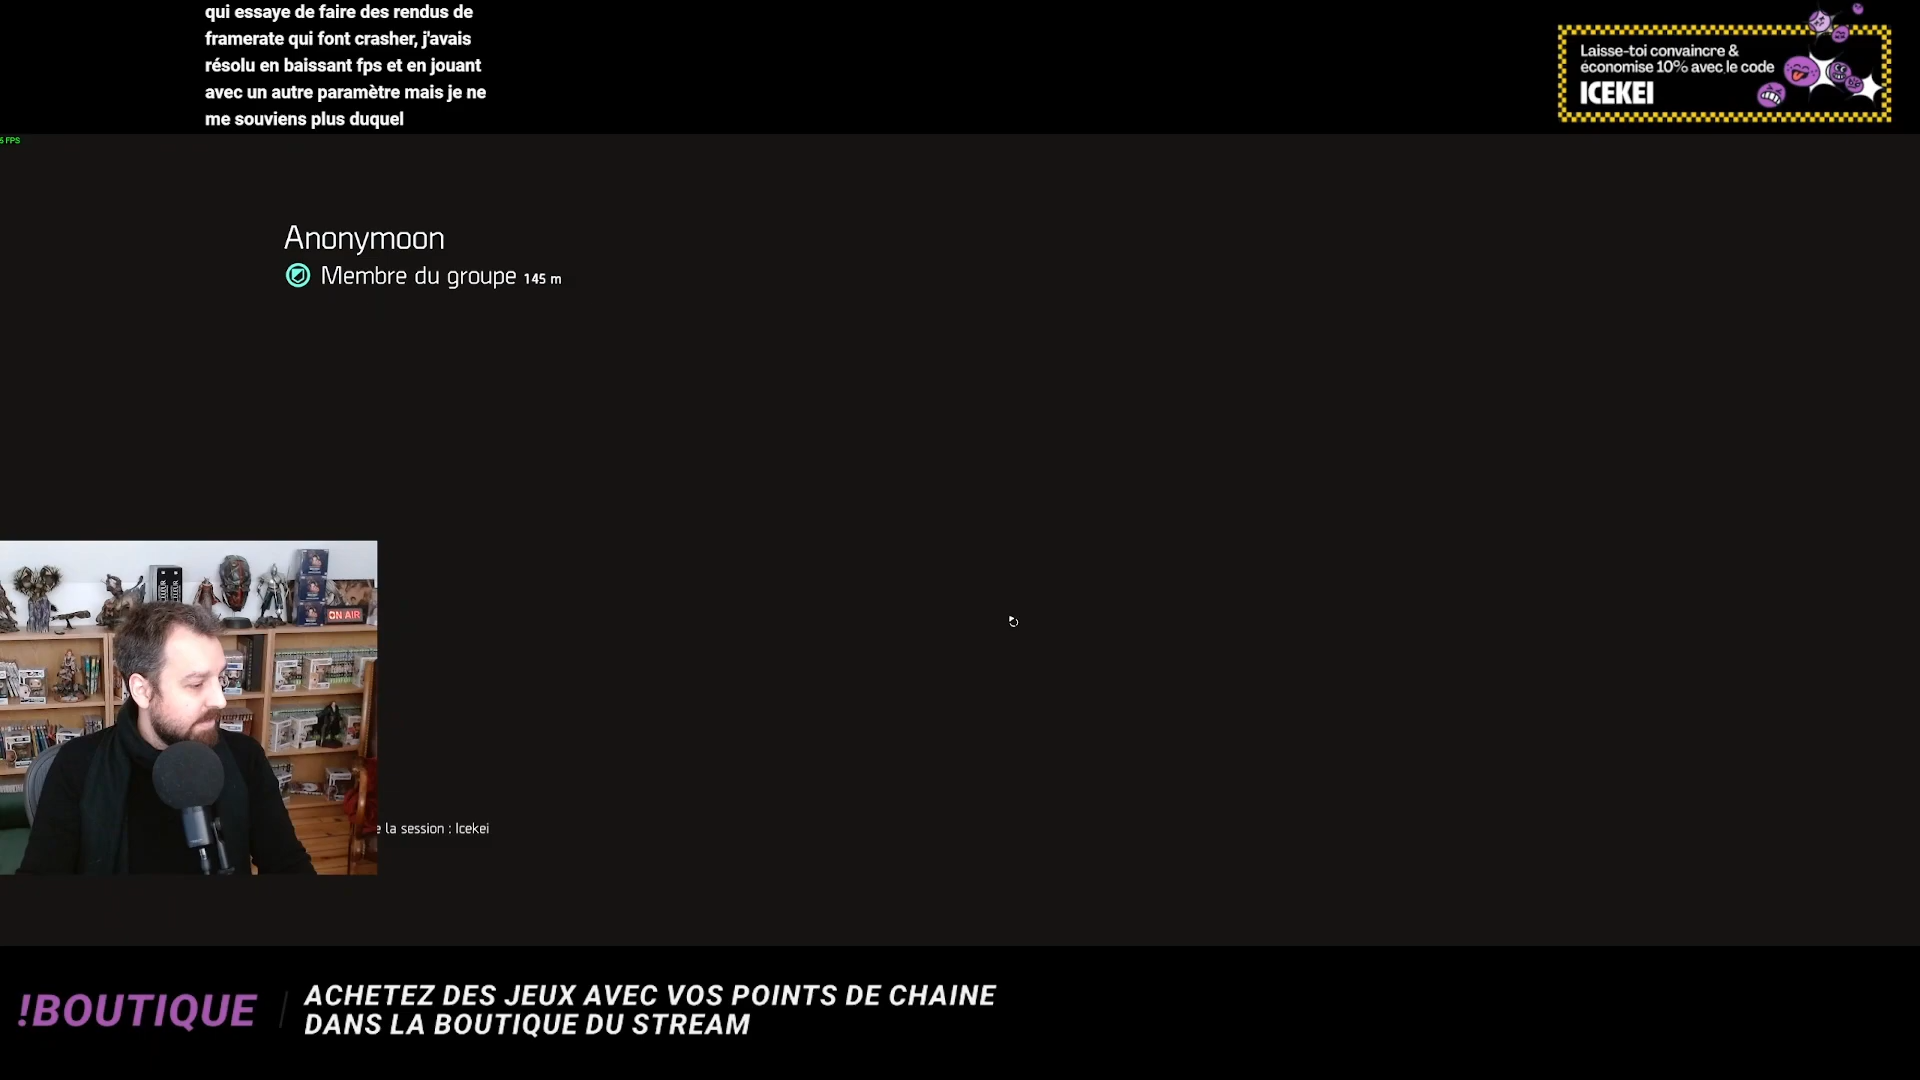 qui essaye de faire des rendus de
framerate qui font crasher, j'avais
résolu en baissant fps et en jouant
avec un autre paramètre mais je ne
me souviens plus duquel
Laisse-toi convaincre &
économise 10% avec le code
ICEKEI
FPS
Anonymoon
Membre du groupe 145 m
ON AIR
la session : Icekei
!BOUTIQUE
ACHETEZ DES JEUX AVEC VOS POINTS DE CHAINE
DANS LA BOUTIQUE DU STREAM